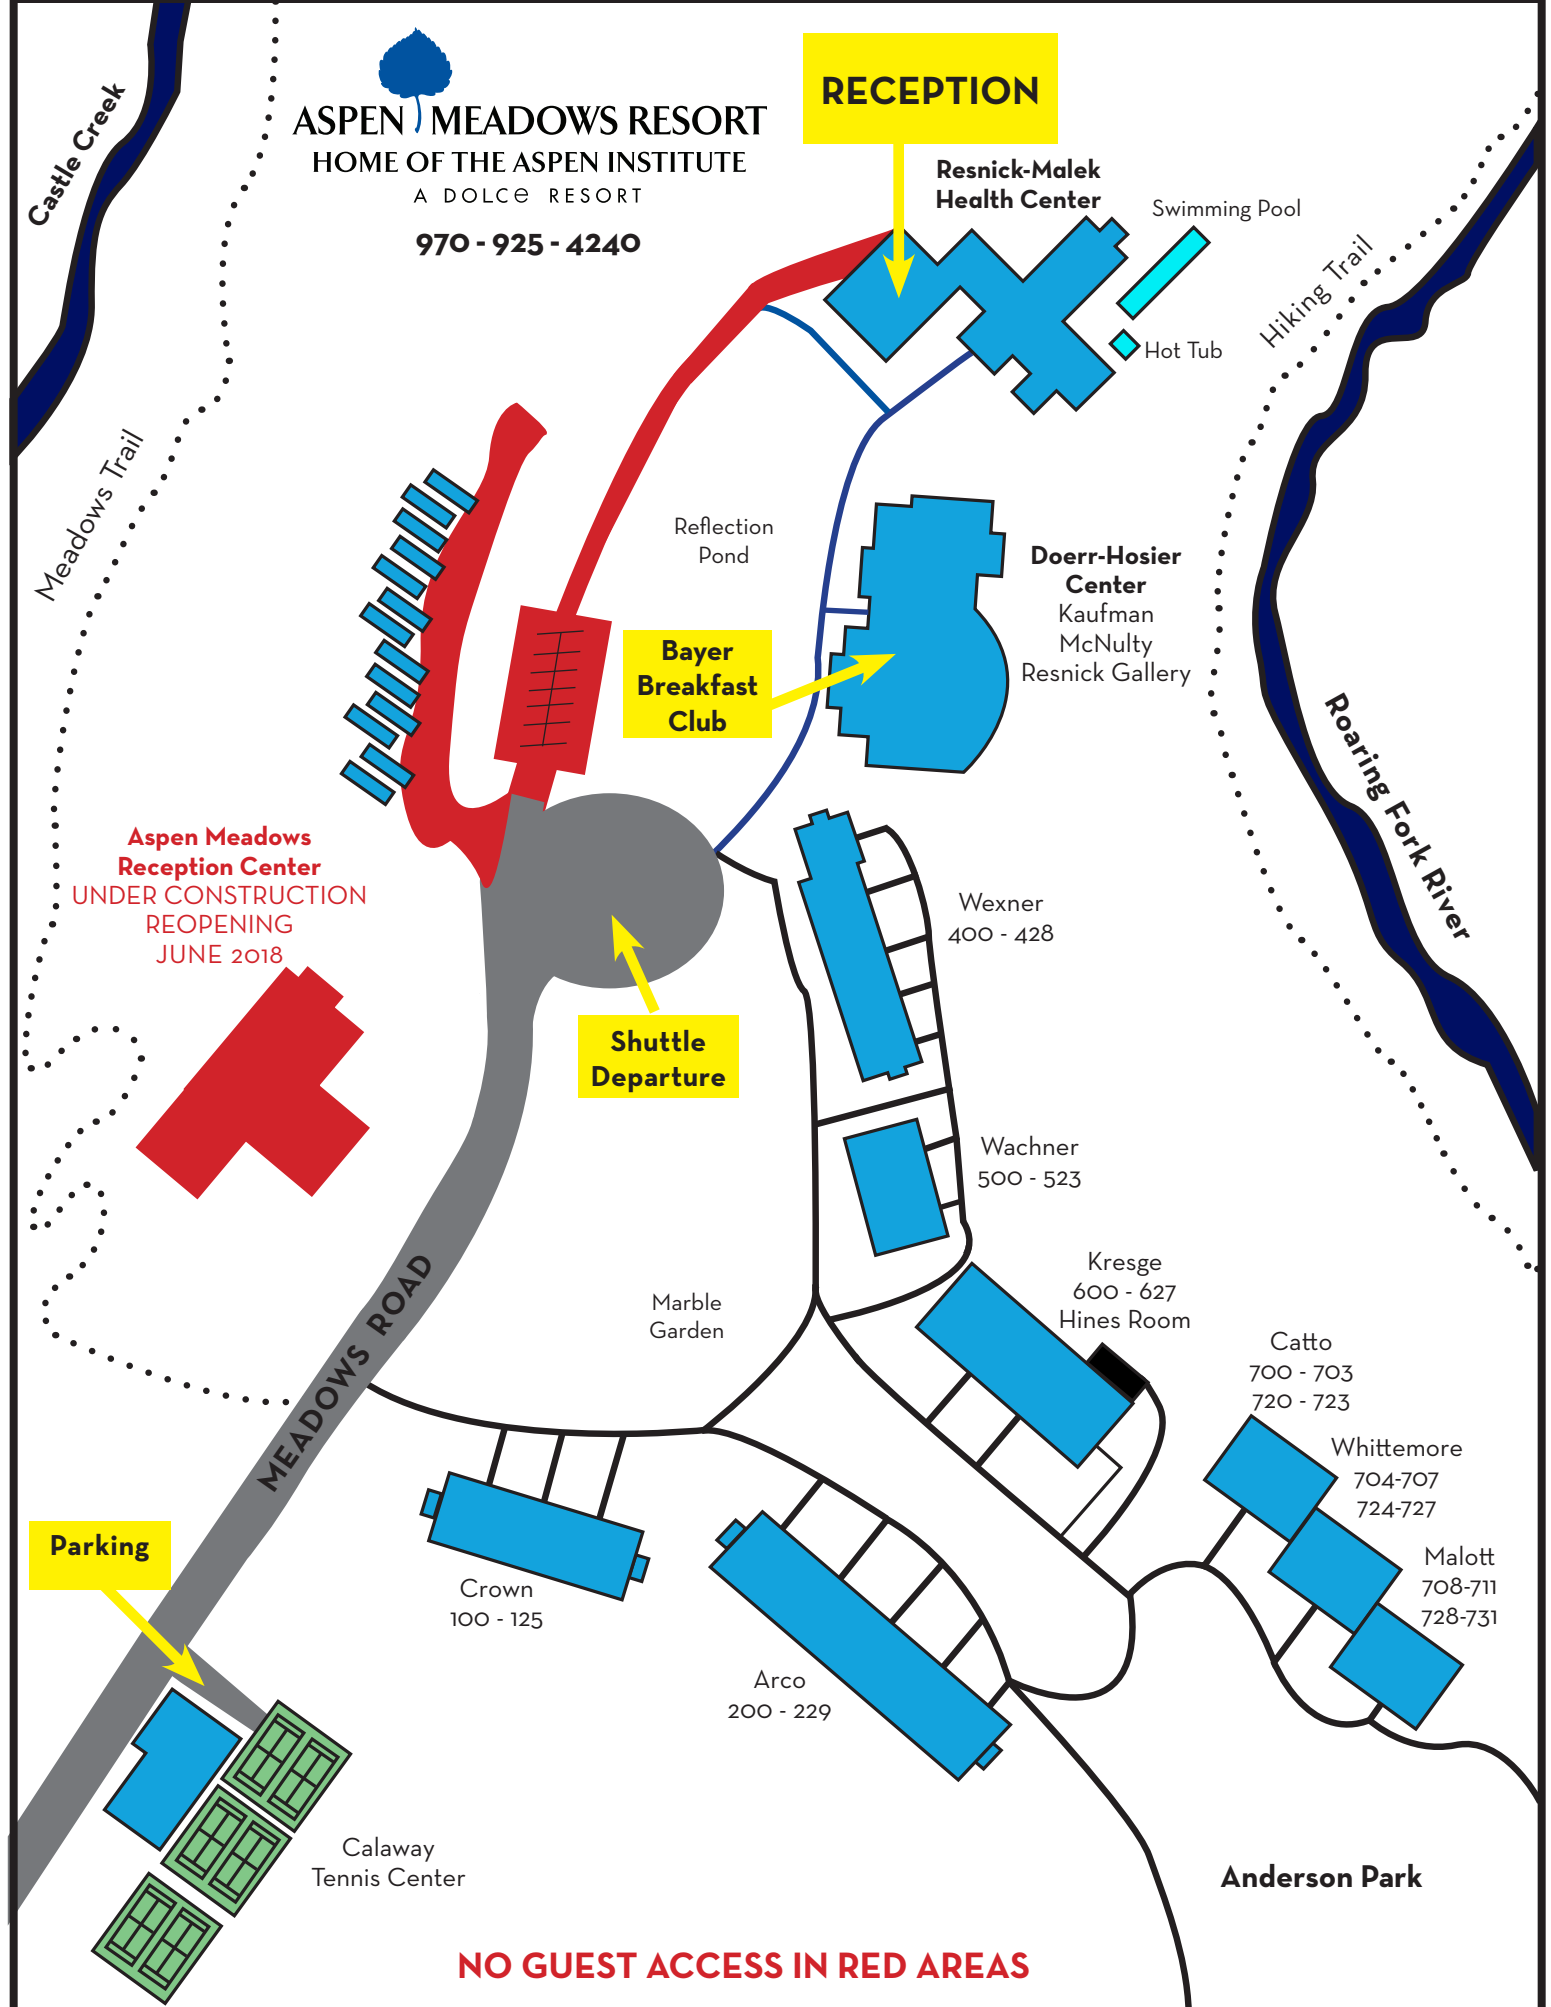 Castle Creek
ASPEN MEADOWS RESORT
HOME OF THE ASPEN INSTITUTE
A DOLCe RESORT
970 - 925 - 4240
RECEPTION
Resnick-Malek
Health Center
Swimming Pool
Hot Tub
Hiking Trail
Meadows Trail
Reflection
Pond
Doerr-Hosier
Center
Kaufman
McNulty
Resnick Gallery
Bayer
Breakfast
Club
Roaring Fork River
Aspen Meadows
Reception Center
UNDER CONSTRUCTION
REOPENING
JUNE 2018
Wexner
400 - 428
Shuttle
Departure
Wachner
500 - 523
Kresge
600 - 627
Hines Room
Marble
Garden
MEADOWS ROAD
Catto
700 - 703
720 - 723
Whittemore
704-707
724-727
Malott
708-711
728-731
Parking
Crown
100 - 125
Arco
200 - 229
Calaway
Tennis Center
Anderson Park
NO GUEST ACCESS IN RED AREAS